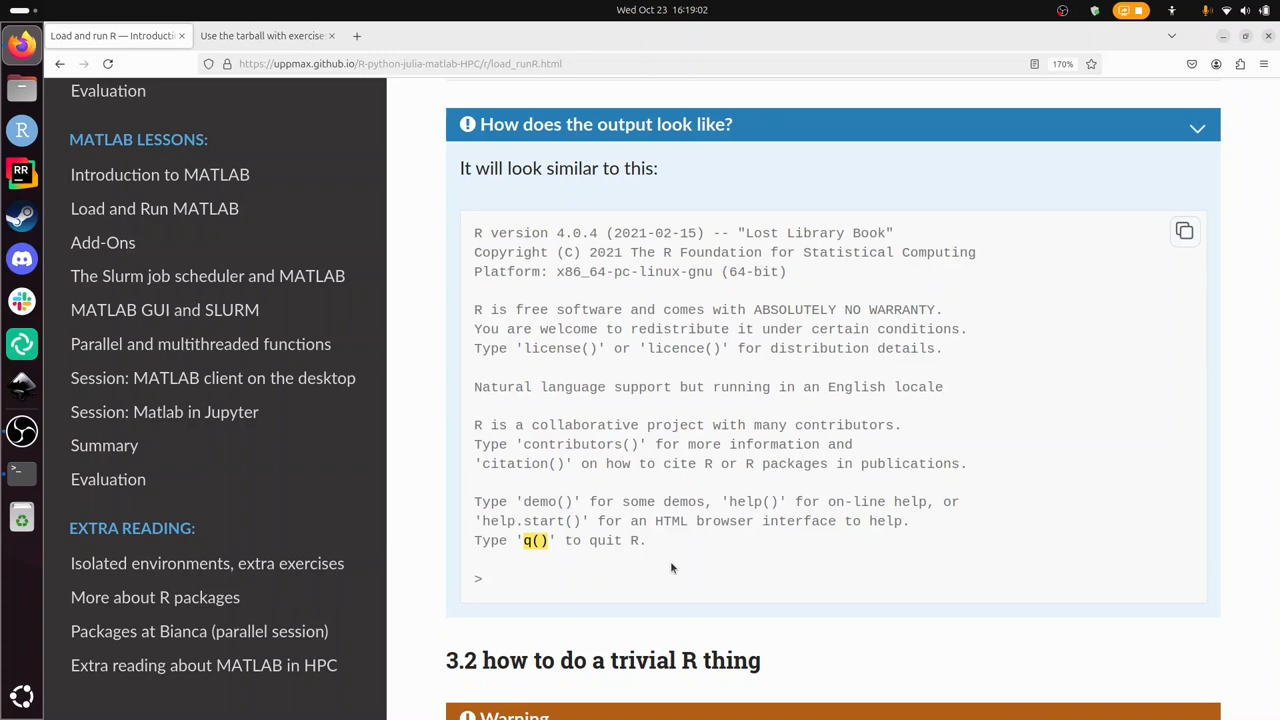 Wed Oct 23 16:19:02
Load and run R — Introducti
Use the tarball with exercise
https://uppmax.github.io/R-python-julia-matlab-HPC/r/load_runR.html
170%
Evaluation
MATLAB LESSONS:
Introduction to MATLAB
Load and Run MATLAB
Add-Ons
The Slurm job scheduler and MATLAB
MATLAB GUI and SLURM
Parallel and multithreaded functions
Session: MATLAB client on the desktop
Session: Matlab in Jupyter
Summary
Evaluation
EXTRA READING:
Isolated environments, extra exercises
More about R packages
Packages at Bianca (parallel session)
Extra reading about MATLAB in HPC
How does the output look like?
It will look similar to this:
R version 4.0.4 (2021-02-15) -- "Lost Library Book"
Copyright (C) 2021 The R Foundation for Statistical Computing
Platform: x86_64-pc-linux-gnu (64-bit)
R is free software and comes with ABSOLUTELY NO WARRANTY.
You are welcome to redistribute it under certain conditions.
Type 'license()' or 'licence()' for distribution details.
Natural language support but running in an English locale
R is a collaborative project with many contributors.
Type 'contributors()' for more information and
'citation()' on how to cite R or R packages in publications.
Type 'demo()' for some demos, 'help()' for on-line help, or
'help.start()' for an HTML browser interface to help.
Type 'q()' to quit R.
>
3.2 how to do a trivial R thing
Warning
R
RR